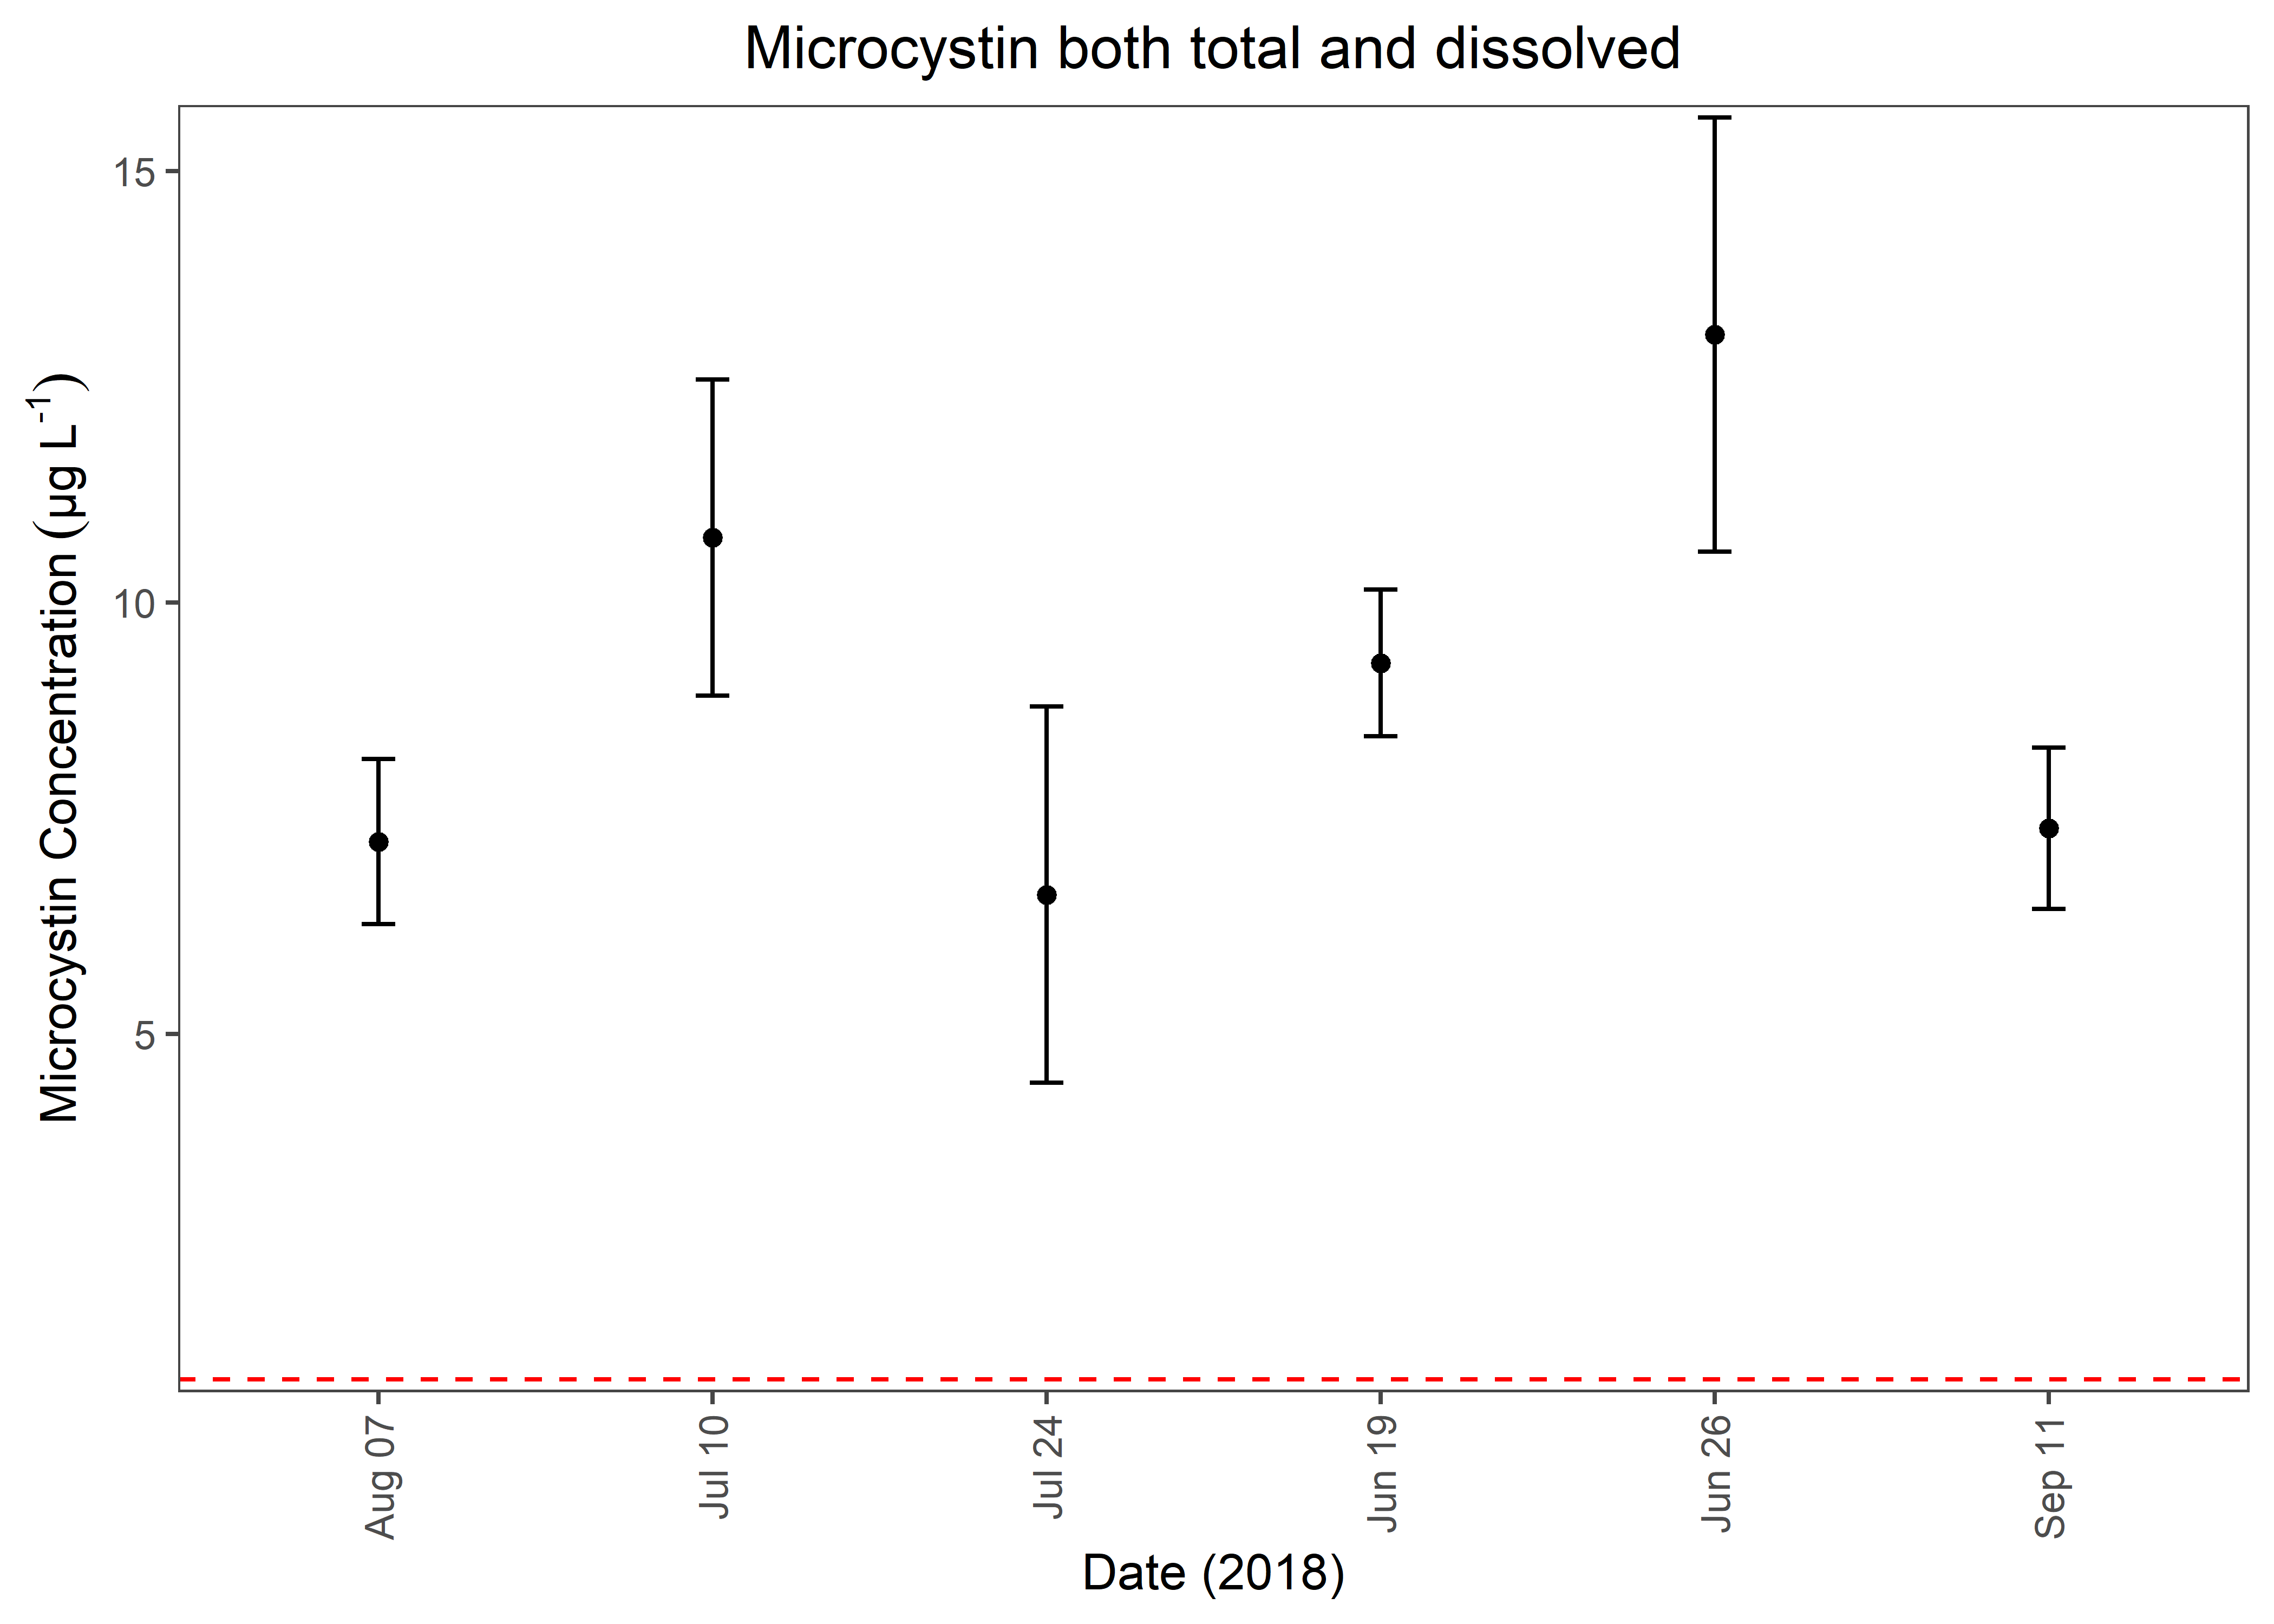 Microcystin both total and dissolved
Microcystin Concentration (µg L⁻¹)
15
10
5
Aug 07
Jul 10
Jul 24
Jun 19
Jun 26
Sep 11
Date (2018)